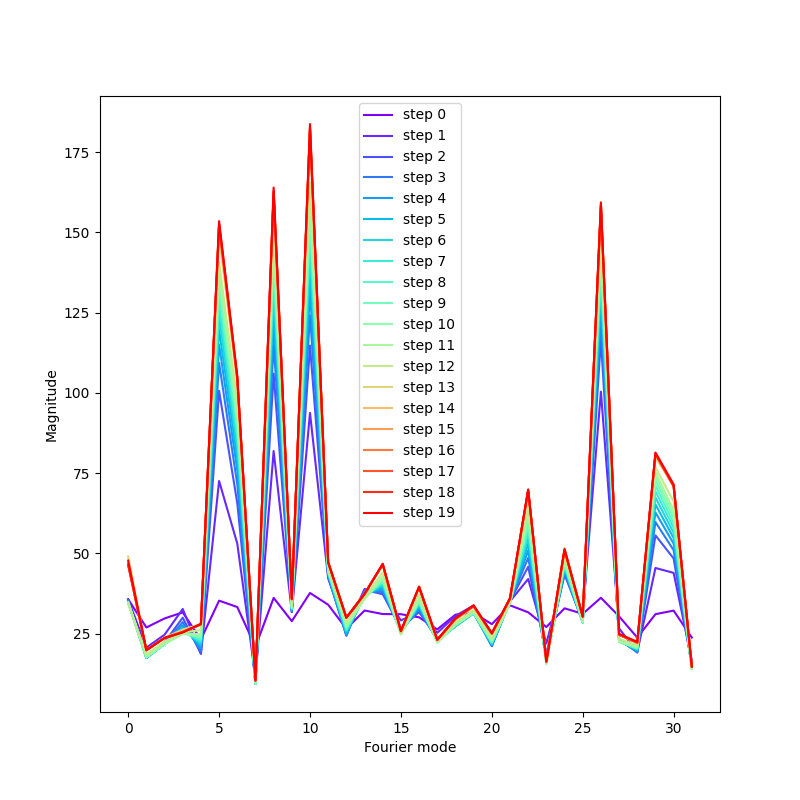 step 0
step 1
step 2
step 3
step 4
step 5
step 6
step 7
step 8
step 9
step 10
step 11
step 12
step 13
step 14
step 15
step 16
step 17
step 18
step 19
175
150
125
100
75
50
25
Magnitude
0 5 10 15 20 25 30
Fourier mode